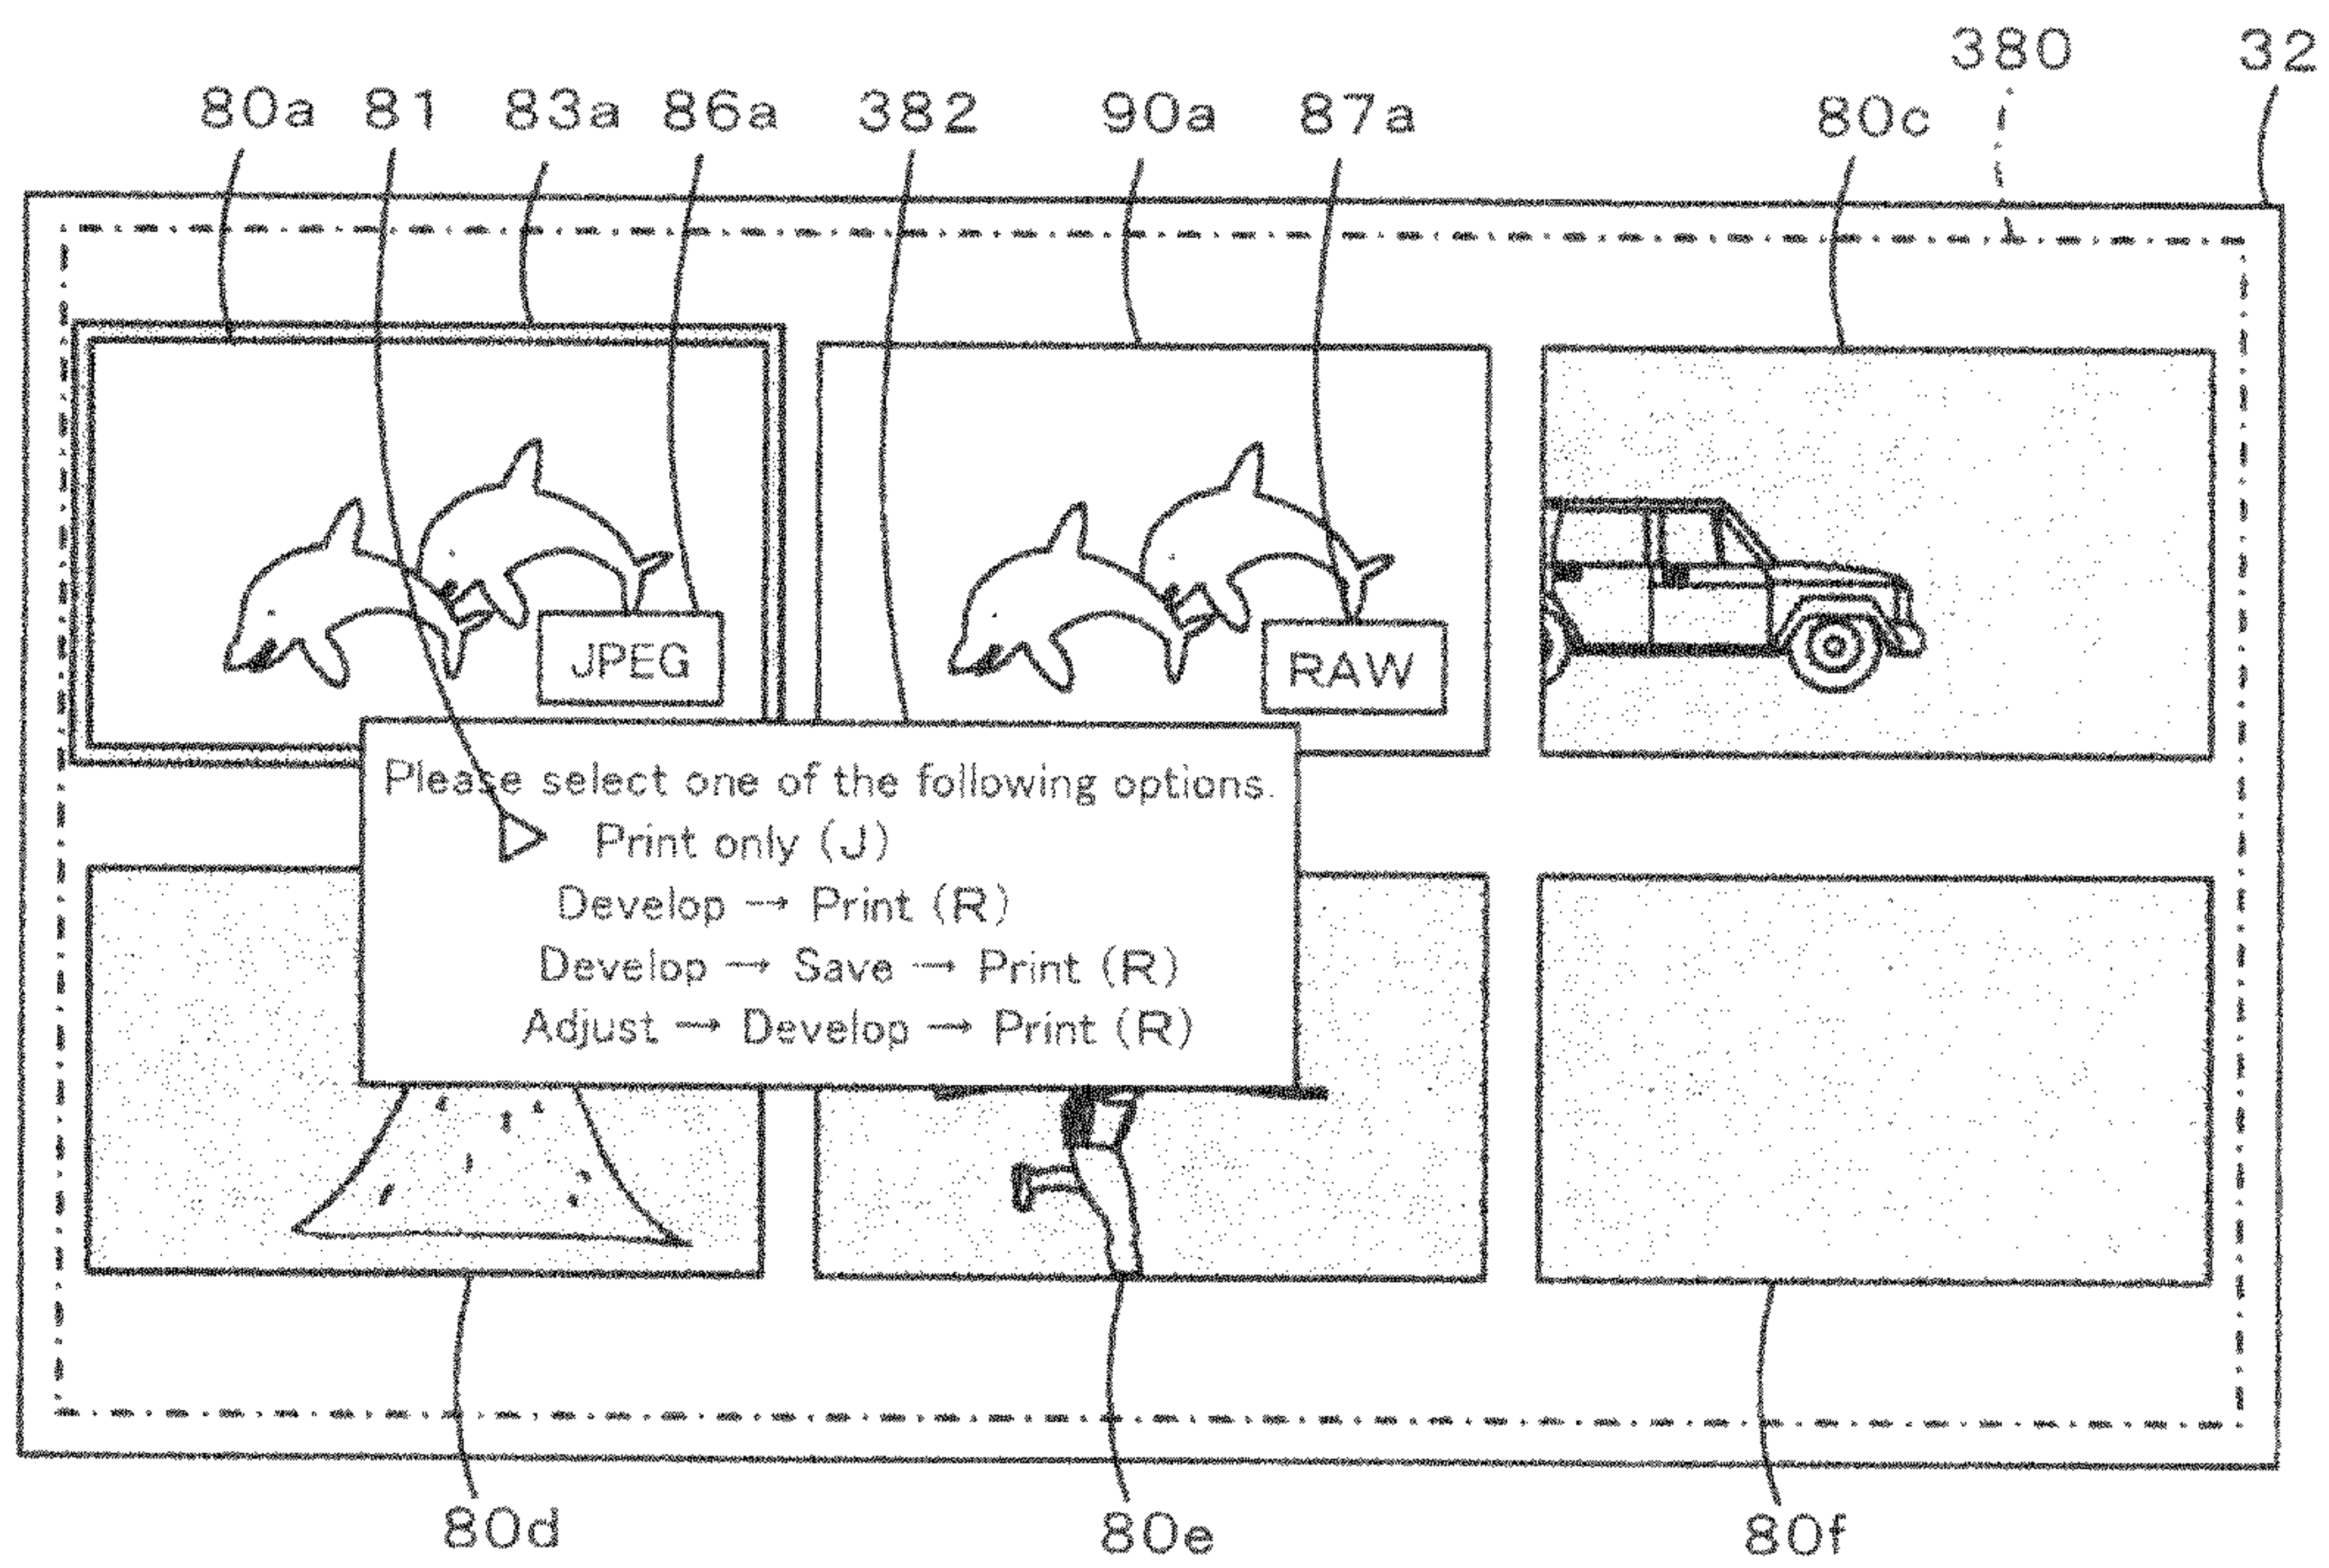 380 32
80a 81 83a 86a 382 90a 87a 80c
JPEG
RAW
Please select one of the following options.
Print only (J)
Develop → Print (R)
Develop → Save → Print (R)
Adjust → Develop → Print (R)
80d 80e 80f